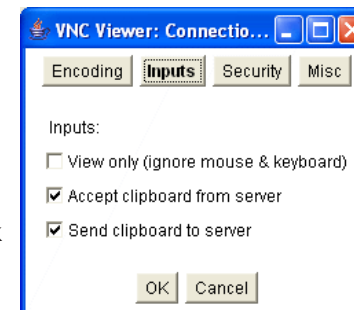 VNC Viewer: Connectio...
Encoding Inputs Security Misc
Inputs:
View only (ignore mouse & keyboard)
Accept clipboard from server
Send clipboard to server
OK Cancel